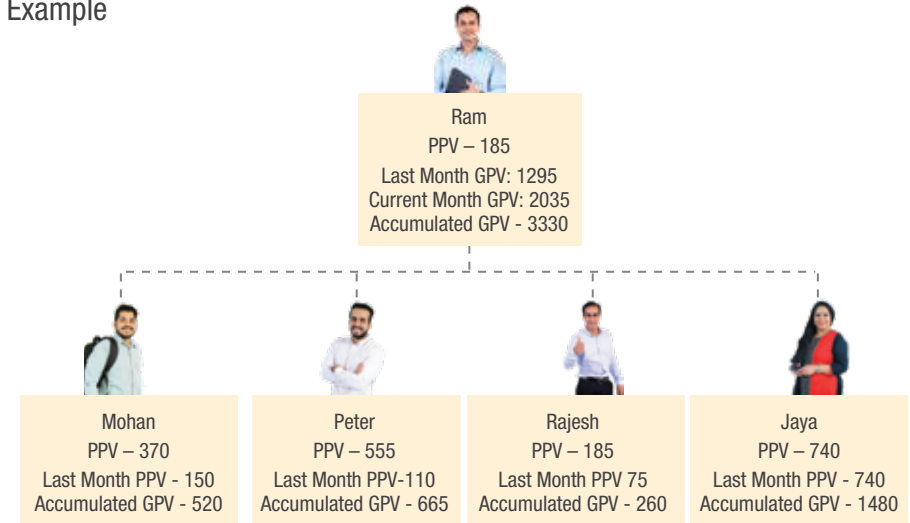 Example
Ram
PPV – 185
Last Month GPV: 1295
Current Month GPV: 2035
Accumulated GPV - 3330
Mohan
PPV – 370
Last Month PPV - 150
Accumulated GPV - 520
Peter
PPV – 555
Last Month PPV-110
Accumulated GPV - 665
Rajesh
PPV – 185
Last Month PPV 75
Accumulated GPV - 260
Jaya
PPV – 740
Last Month PPV - 740
Accumulated GPV - 1480